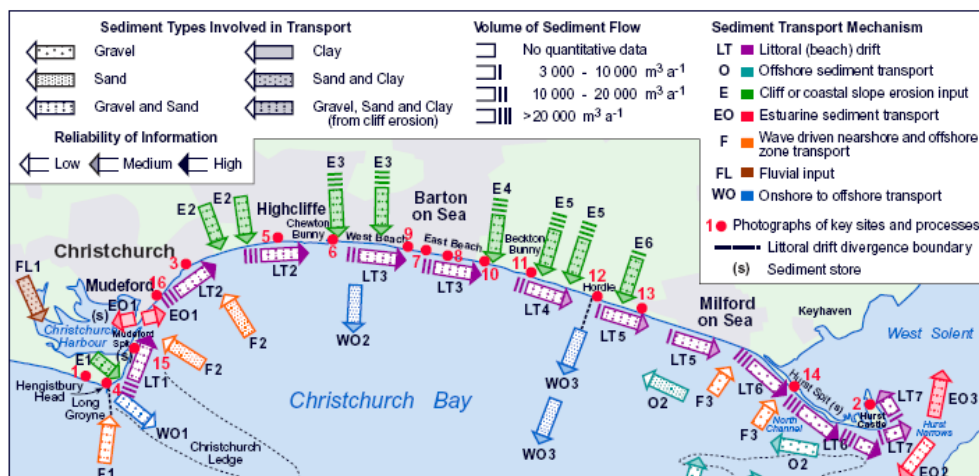 Sediment Types Involved in Transport
Gravel
Sand
Gravel and Sand
Clay
Sand and Clay
Gravel, Sand and Clay
(from cliff erosion)
Reliability of Information
Low
Medium
High
Volume of Sediment Flow
No quantitative data
3 000 - 10 000 m³ a⁻¹
10 000 - 20 000 m³ a⁻¹
>20 000 m³ a⁻¹
Sediment Transport Mechanism
LT Littoral (beach) drift
O Offshore sediment transport
E Cliff or coastal slope erosion input
EO Estuarine sediment transport
F Wave driven nearshore and offshore
zone transport
FL Fluvial input
WO Onshore to offshore transport
1 Photographs of key sites and processes
Littoral drift divergence boundary
(s) Sediment store
E3
E3
E2
E2
Highcliffe
Barton
on Sea
E4
E5
E5
E6
Chewton
Bunny
West Beach
East Beach
Beckton
Bunny
Hordle
5
6
9
7
8
10
11
12
13
Christchurch
3
FL1
Mudeford
16
EO1
(s)
EO1
LT2
LT2
LT3
LT3
LT4
LT5
LT5
Milford
on Sea
Keyhaven
West Solent
Christchurch
Harbour
Mudeford
Spit
(s)
F2
F2
WO2
WO3
WO3
E1
1
15
4
LT1
Hengistbury
Head
Long
Groyne
WO1
F1
Christchurch Bay
Christchurch
Ledge
O2
F3
LT6
14
Hurst Spit (s)
2
LT7
Hurst
Castle
EO3
Hurst
Narrows
F3
North
Channel
LT6
LT7
O2
EO2